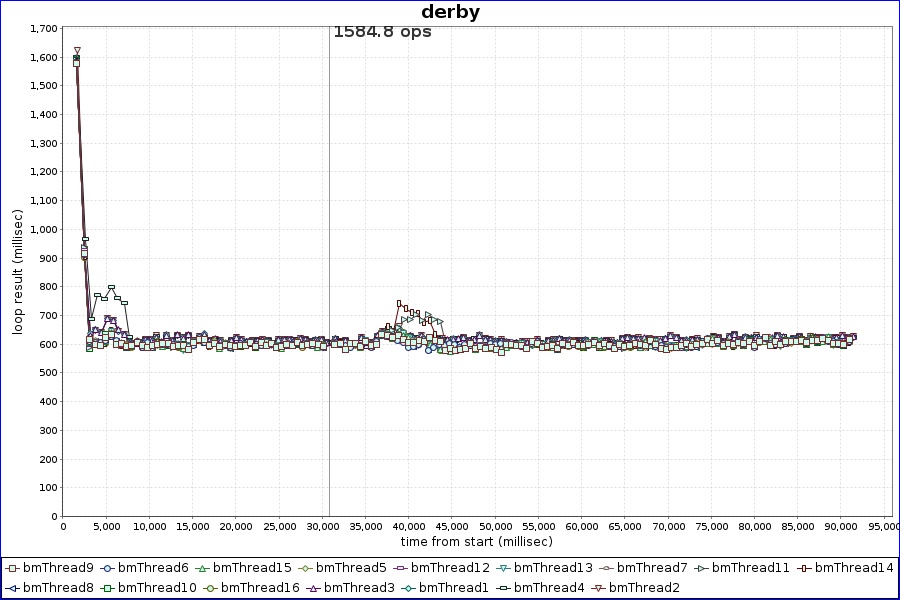 derby
1584.8 ops
1,700
1,600
1,500
1,400
1,300
1,200
1,100
1,000
900
800
700
600
500
400
300
200
100
0
loop result (millisec)
0 5,000 10,000 15,000 20,000 25,000 30,000 35,000 40,000 45,000 50,000 55,000 60,000 65,000 70,000 75,000 80,000 85,000 90,000 95,000
time from start (millisec)
bmThread9 bmThread6 bmThread15 bmThread5 bmThread12 bmThread13 bmThread7 bmThread11 bmThread14
bmThread8 bmThread10 bmThread16 bmThread3 bmThread1 bmThread4 bmThread2